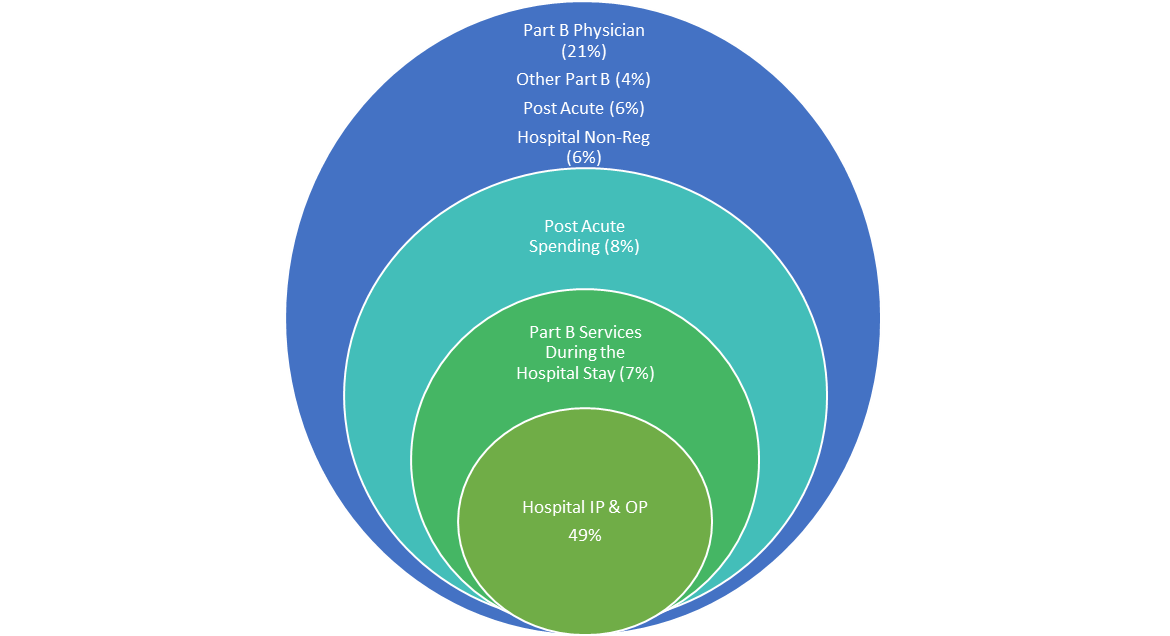 Part B Physician
(21%)
Other Part B (4%)
Post Acute (6%)
Hospital Non-Reg
(6%)
Post Acute
Spending (8%)
Part B Services
During the
Hospital Stay (7%)
Hospital IP & OP
49%